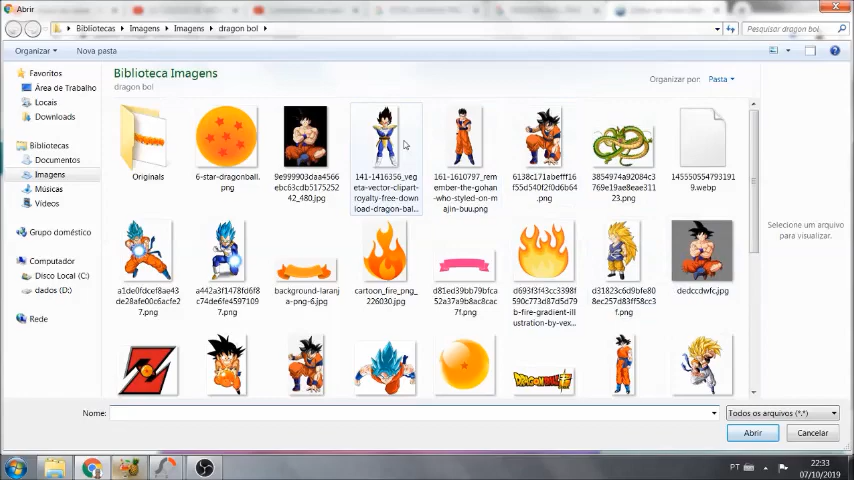 Abrir
Bibliotecas ▸ Imagens ▸ Imagens ▸ dragon bol ▸
Pesquisar dragon bol
Organizar
Nova pasta
Favoritos
Área de Trabalho
Locais
Downloads
Bibliotecas
Documentos
Imagens
Músicas
Vídeos
Grupo doméstico
Computador
Disco Local (C:)
dados (D:)
Rede
Biblioteca Imagens
dragon bol
Organizar por: Pasta
Originals
6-star-dragonball.
png
9e999903daa4566
ebc63cdb5175252
42_480.jpg
141-1416356_veg
eta-vector-clipart-
royalty-free-down
load-dragon-bal...
161-1610797_rem
ember-the-gohan
-who-styled-on-m
ajin-buu.png
6138c171abefff16
f55d540f2f0d6b64
.png
3854974a92084c3
769e19ae8eae311
23.png
145550554793191
9.webp
a1de0fdcef8ae43
de28afe00c6acfe2
7.png
a442a3f1478fd6f8
c74de6fe4597109
7.png
background-laranj
a-png-6.jpg
cartoon_fire_png_
226030.jpg
d81ed39bb79bfca
52a37a9b8ac8cac
7f.png
d693f3f43cc3398f
590c773d87d5d79
b-fire-gradient-ill
ustration-by-vex...
d31823c6d9bfe80
8ec257d83ff58cc3
f.png
dedccdwfc.jpg
Selecione um arquivo
para visualizar.
Nome:
Todos os arquivos (*.*)
Abrir
Cancelar
PT
22:33
07/10/2019